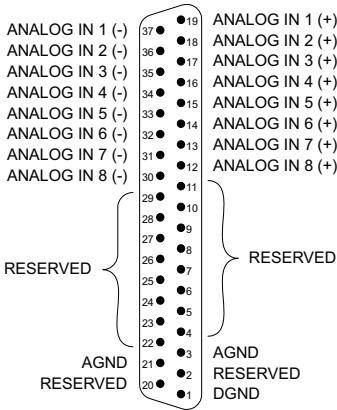 19 ANALOG IN 1 (+)
ANALOG IN 1 (-) 37
18 ANALOG IN 2 (+)
ANALOG IN 2 (-) 36
17 ANALOG IN 3 (+)
ANALOG IN 3 (-) 35
16 ANALOG IN 4 (+)
ANALOG IN 4 (-) 34
15 ANALOG IN 5 (+)
ANALOG IN 5 (-) 33
14 ANALOG IN 6 (+)
ANALOG IN 6 (-) 32
13 ANALOG IN 7 (+)
ANALOG IN 7 (-) 31
12 ANALOG IN 8 (+)
ANALOG IN 8 (-) 30
11
29
10
28
9
27
8
RESERVED
RESERVED
26
7
25
6
24
5
23
4
22
3 AGND
AGND 21
2 RESERVED
RESERVED 20
1 DGND